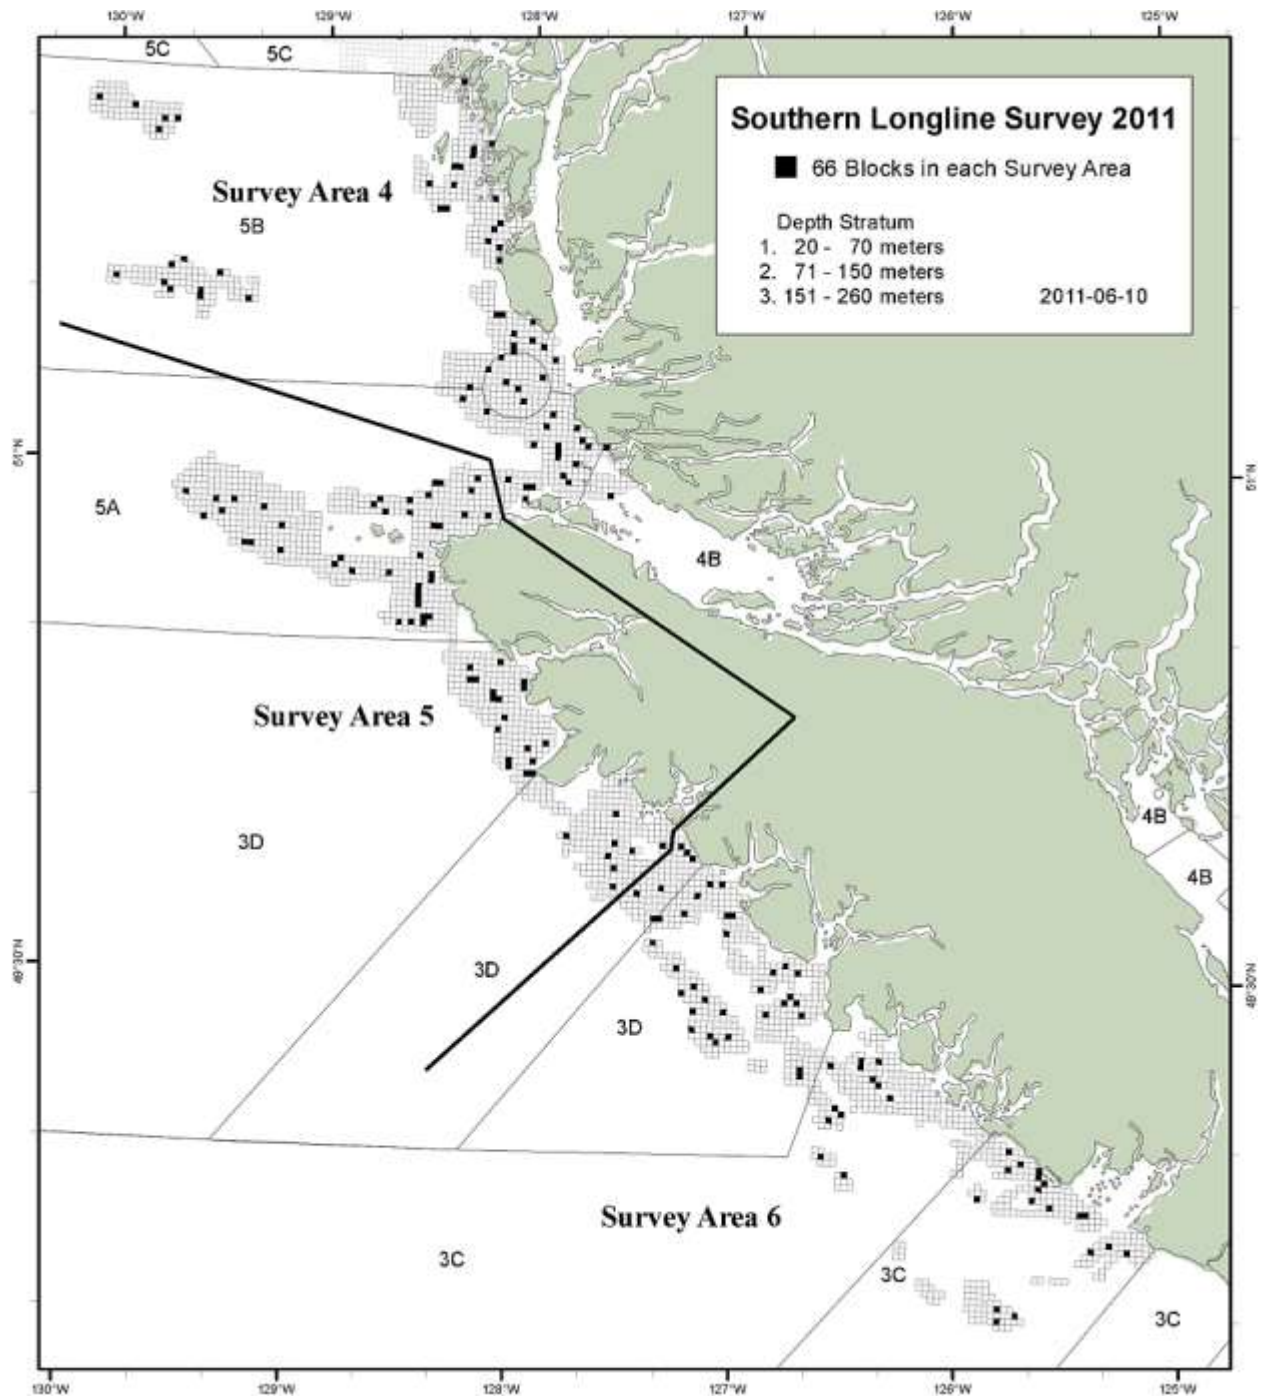 130°W 129°W 128°W 127°W 126°W 125°W
5C 5C
Southern Longline Survey 2011
66 Blocks in each Survey Area
Depth Stratum
1. 20 - 70 meters
2. 71 - 150 meters
3. 151 - 260 meters 2011-06-10
Survey Area 4
5B
51°N
51°N
5A
4B
Survey Area 5
4B
3D
4B
3D
3D
49°30'N
49°30'N
Survey Area 6
3C
3C
3C
130°W 129°W 128°W 127°W 126°W 125°W